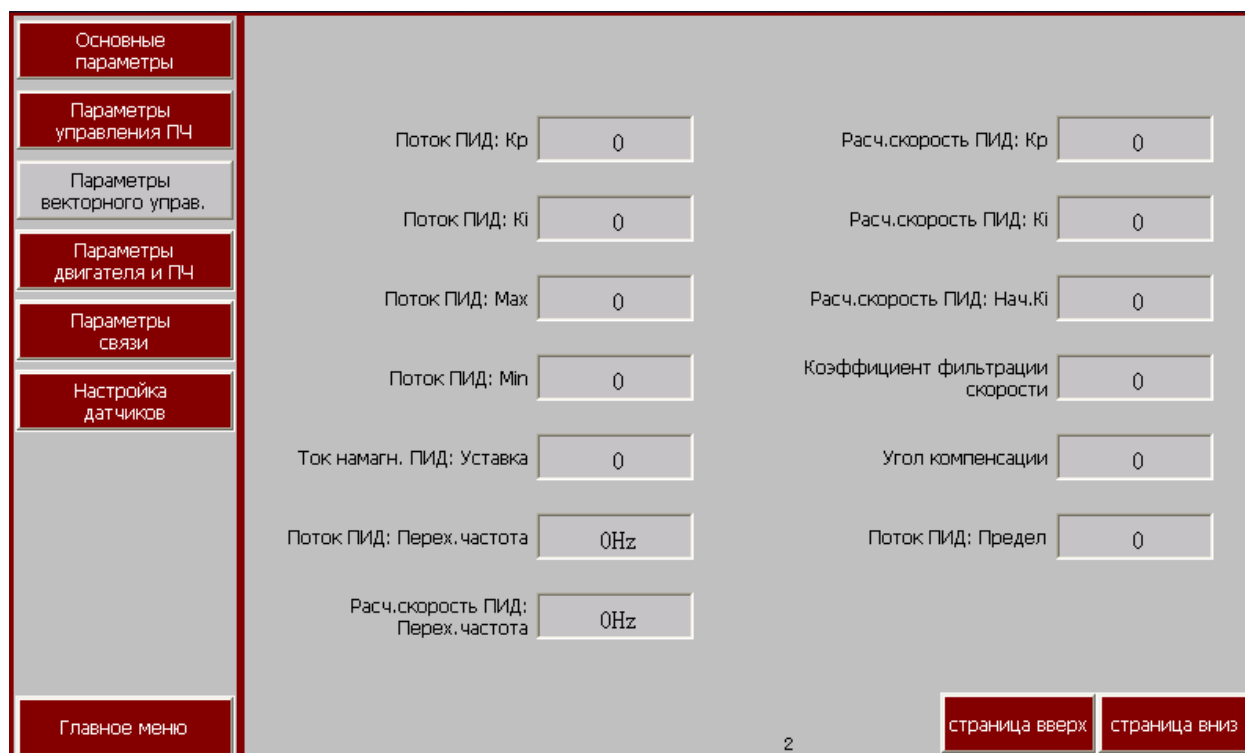 Основные
параметры
Параметры
управления ПЧ
Параметры
векторного управ.
Параметры
двигателя и ПЧ
Параметры
связи
Настройка
датчиков
Главное меню
Поток ПИД: Kp 0
Поток ПИД: Ki 0
Поток ПИД: Max 0
Поток ПИД: Min 0
Ток намагн. ПИД: Уставка 0
Поток ПИД: Перех.частота 0Hz
Расч.скорость ПИД:
Перех.частота 0Hz
Расч.скорость ПИД: Kp 0
Расч.скорость ПИД: Ki 0
Расч.скорость ПИД: Нач.Ki 0
Коэффициент фильтрации
скорости 0
Угол компенсации 0
Поток ПИД: Предел 0
2
страница вверх
страница вниз